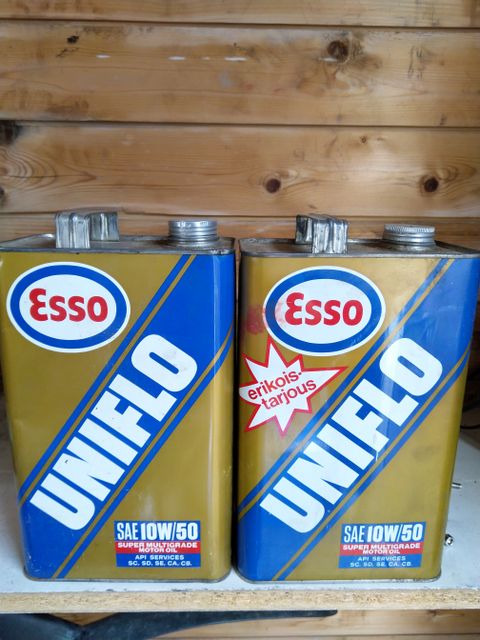 Esso
UNIFLO
SAE 10W/50
SUPER MULTIGRADE
MOTOR OIL
API SERVICES
SC. SD. SE. CA. CB.
Esso
erikois-
tarjous
UNIFLO
SAE 10W/50
SUPER MULTIGRADE
MOTOR OIL
API SERVICES
SC. SD. SE. CA. CB.